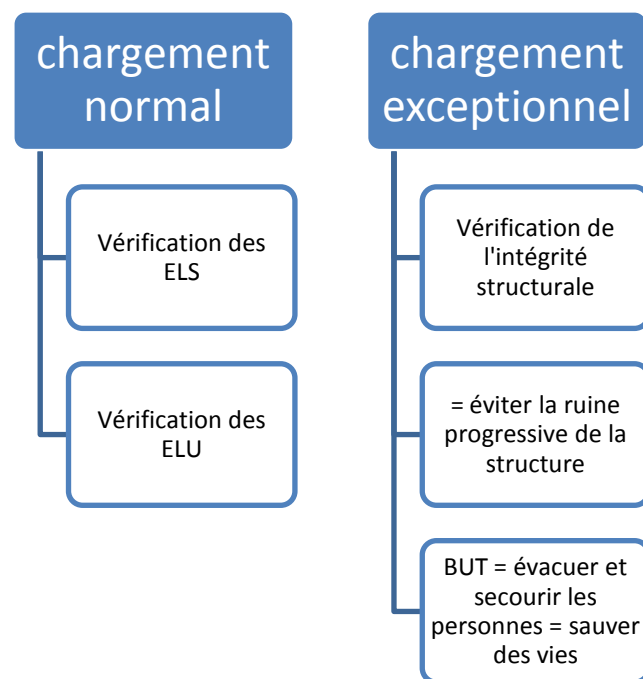 chargement
normal
Vérification des
ELS
Vérification des
ELU
chargement
exceptionnel
Vérification de
l'intégrité
structurale
= éviter la ruine
progressive de la
structure
BUT = évacuer et
secourir les
personnes = sauver
des vies